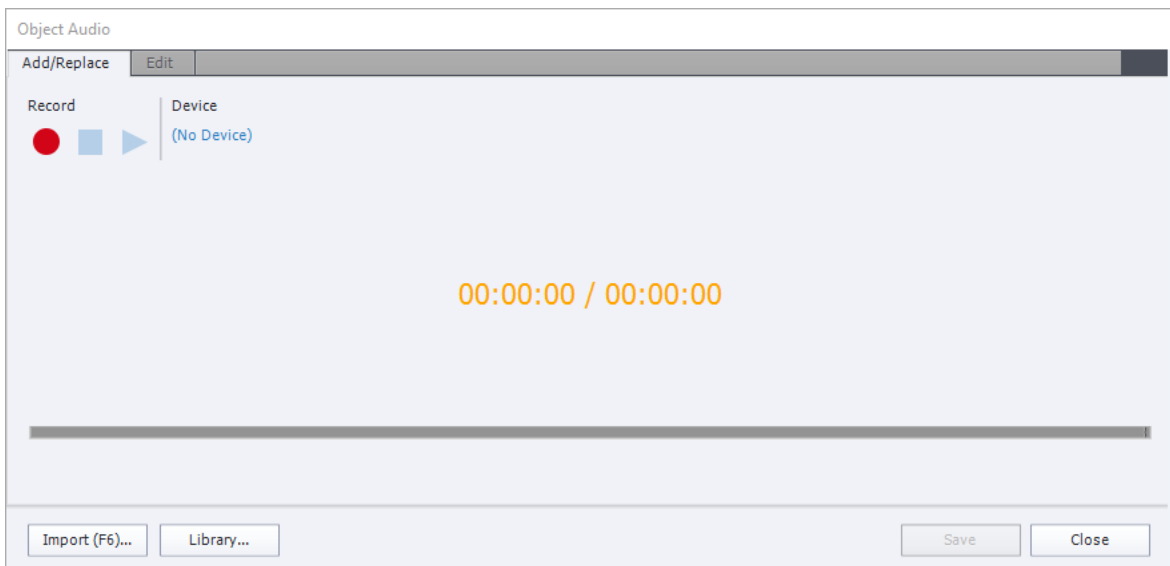 Object Audio
Add/Replace Edit
Record Device
(No Device)
00:00:00 / 00:00:00
Import (F6)... Library... Save Close